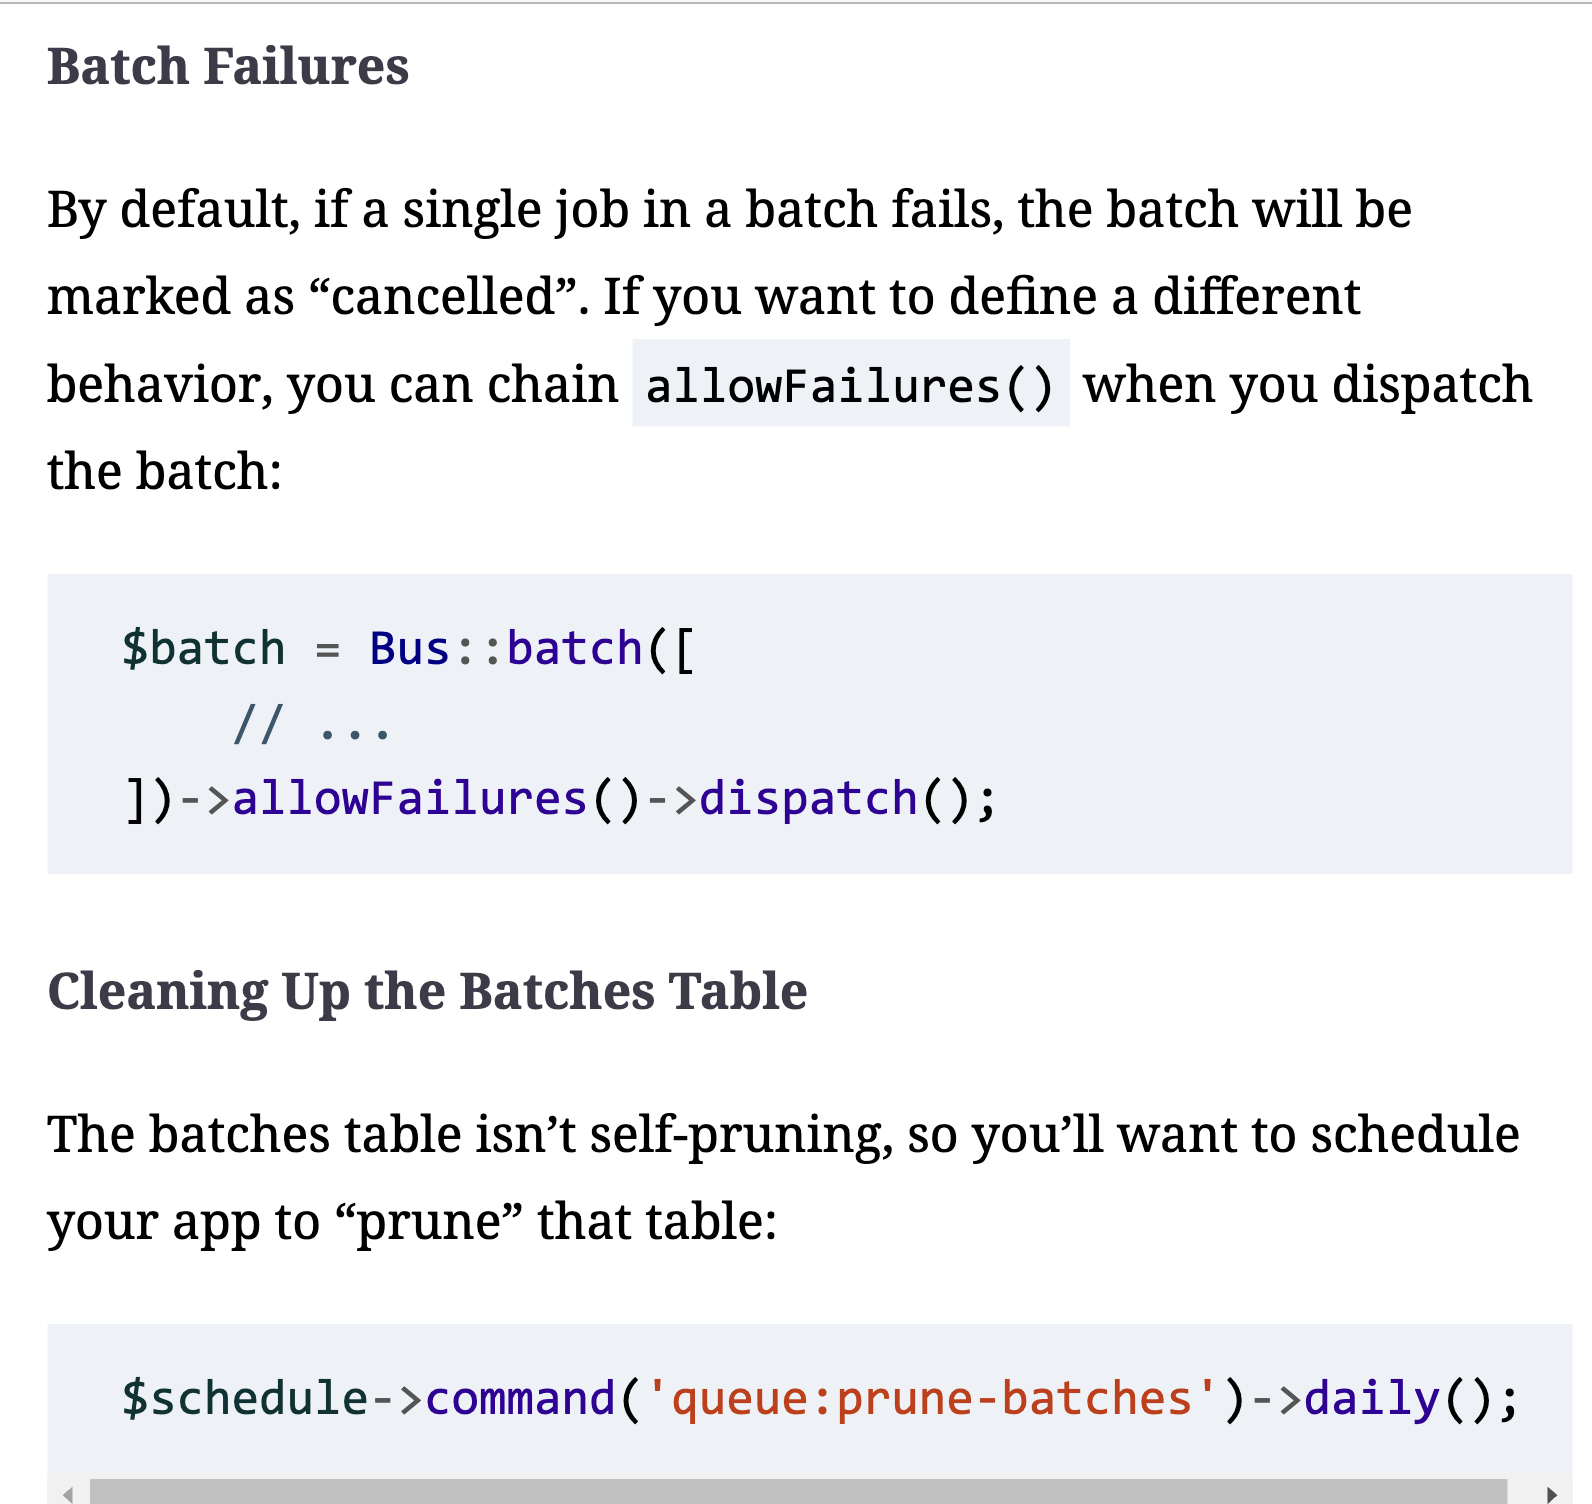 Batch Failures
By default, if a single job in a batch fails, the batch will be
marked as “cancelled”. If you want to define a different
behavior, you can chain allowFailures() when you dispatch
the batch:
$batch = Bus::batch([
    // ...
])->allowFailures()->dispatch();
Cleaning Up the Batches Table
The batches table isn’t self-pruning, so you’ll want to schedule
your app to “prune” that table:
$schedule->command('queue:prune-batches')->daily();